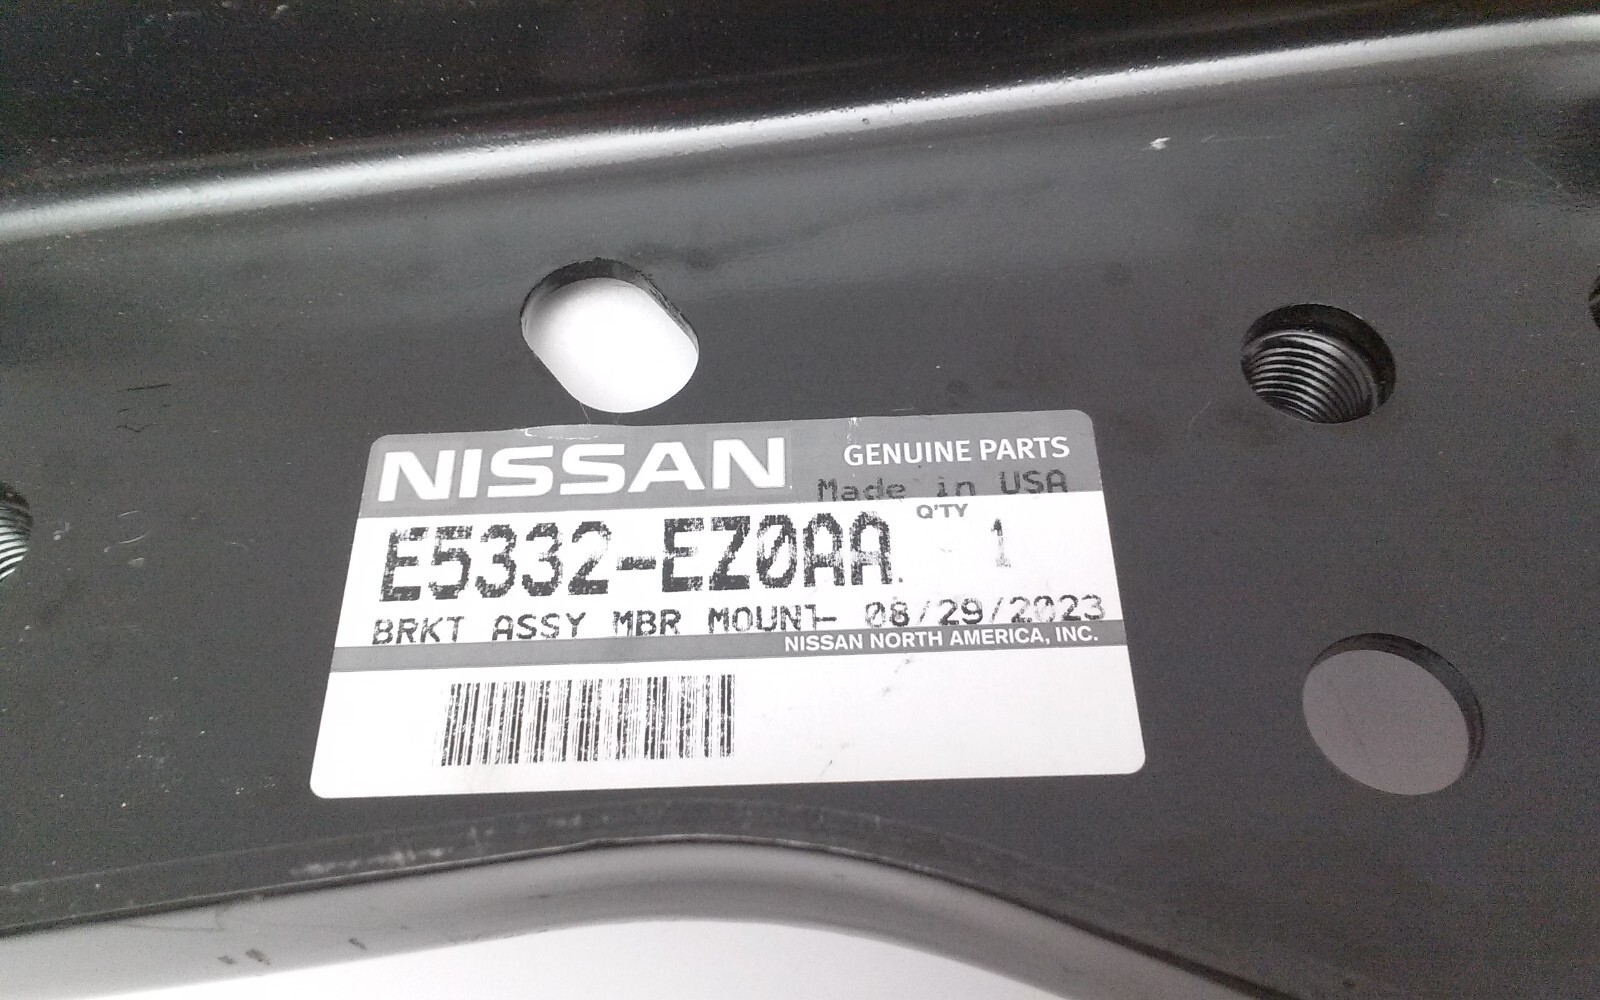 NISSAN GENUINE PARTS
Made in USA
Q'TY
E5332-EZ0AA 1
BRKT ASSY MBR MOUNT- 08/29/2023
NISSAN NORTH AMERICA, INC.